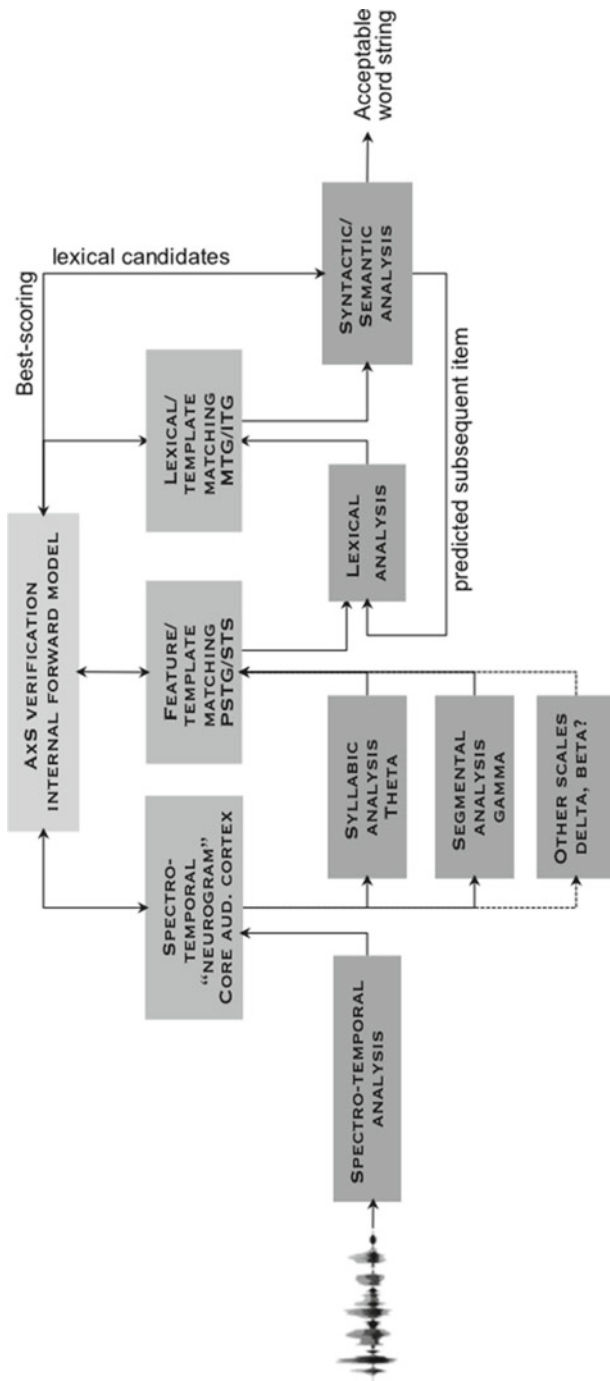 AxS verification
internal forward model
Best-scoring
lexical candidates
Spectro-
temporal
“neurogram”
Core aud. cortex
Feature/
template
matching
pSTG/STS
Lexical/
template
matching
MTG/ITG
Spectro-temporal
analysis
Syllabic
analysis
Theta
Segmental
analysis
gamma
Other scales
delta, beta?
Lexical
analysis
Syntactic/
Semantic
analysis
predicted subsequent item
Acceptable
word string